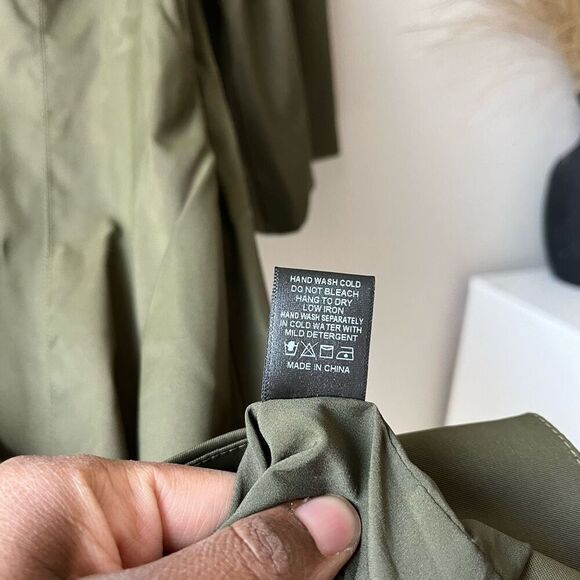 HAND WASH COLD
DO NOT BLEACH
HANG TO DRY
LOW IRON
HAND WASH SEPARATELY
IN COLD WATER WITH
MILD DETERGENT
MADE IN CHINA